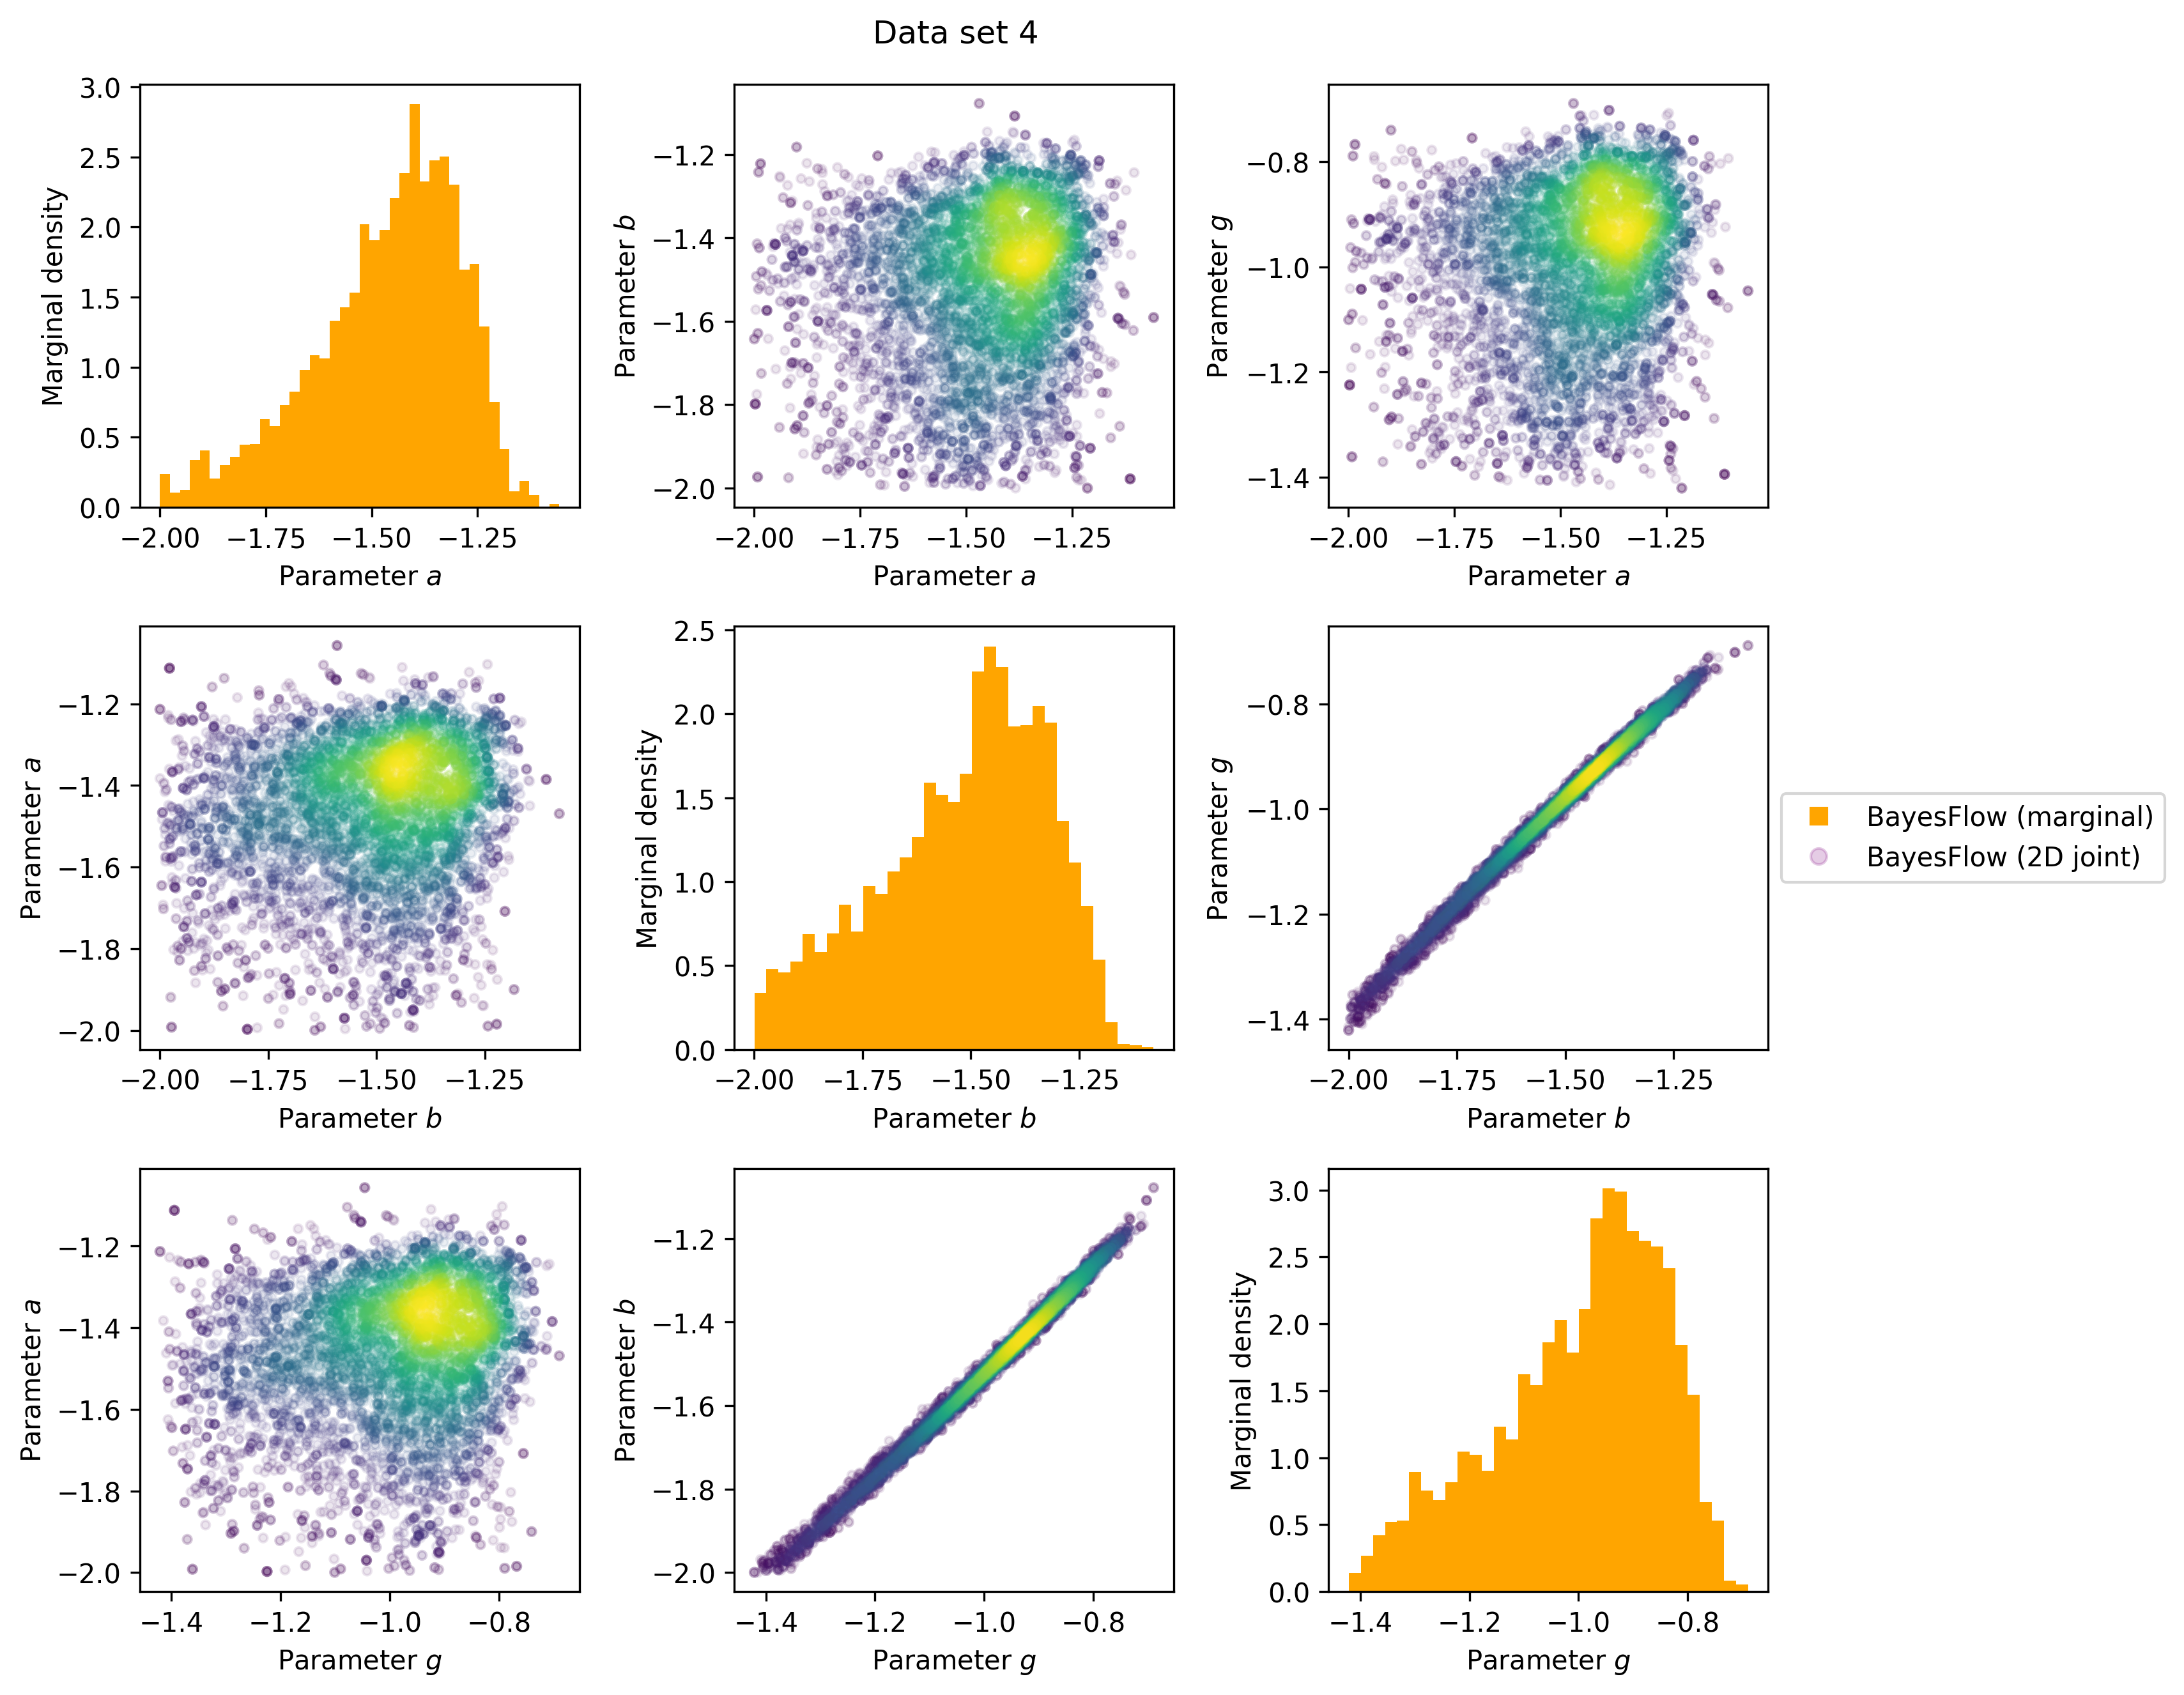 Data set 4
3.0
2.5
2.0
1.5
1.0
0.5
0.0
Marginal density
−2.00 −1.75 −1.50 −1.25
Parameter a
−1.2
−1.4
−1.6
−1.8
−2.0
Parameter b
−2.00 −1.75 −1.50 −1.25
Parameter a
−0.8
−1.0
−1.2
−1.4
Parameter g
−2.00 −1.75 −1.50 −1.25
Parameter a
−1.2
−1.4
−1.6
−1.8
−2.0
Parameter a
−2.00 −1.75 −1.50 −1.25
Parameter b
2.5
2.0
1.5
1.0
0.5
0.0
Marginal density
−2.00 −1.75 −1.50 −1.25
Parameter b
−0.8
−1.0
−1.2
−1.4
Parameter g
−2.00 −1.75 −1.50 −1.25
Parameter b
BayesFlow (marginal)
BayesFlow (2D joint)
−1.2
−1.4
−1.6
−1.8
−2.0
Parameter a
−1.4 −1.2 −1.0 −0.8
Parameter g
−1.2
−1.4
−1.6
−1.8
−2.0
Parameter b
−1.4 −1.2 −1.0 −0.8
Parameter g
3.0
2.5
2.0
1.5
1.0
0.5
0.0
Marginal density
−1.4 −1.2 −1.0 −0.8
Parameter g